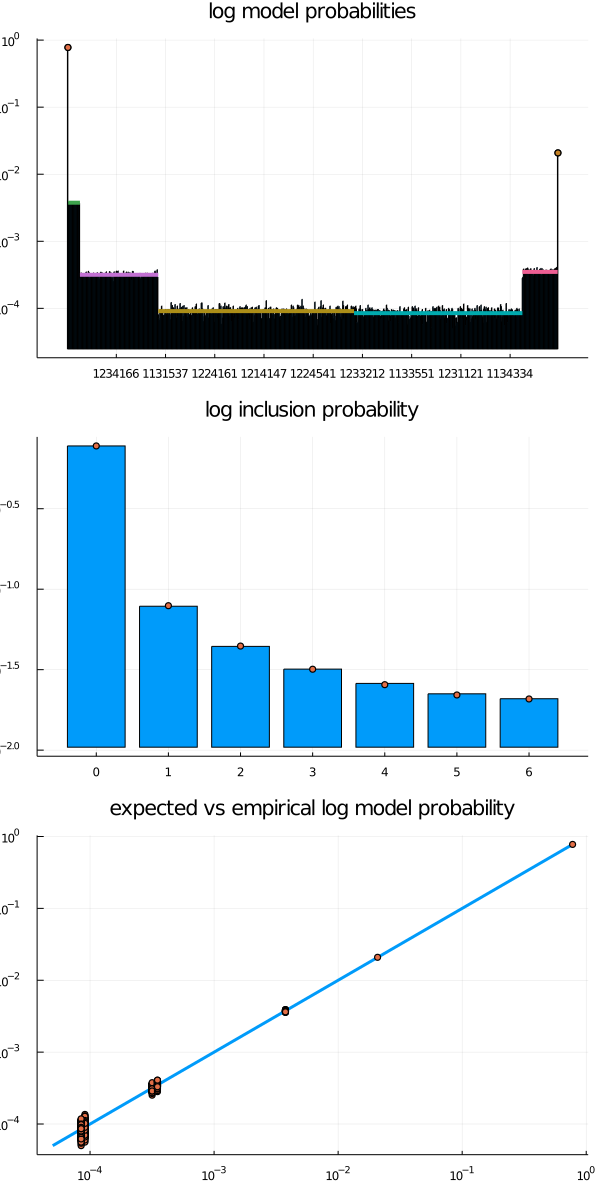 log model probabilities
10^0
10^-1
10^-2
10^-3
10^-4
1234166 1131537 1224161 1214147 1224541 1233212 1133551 1231121 1134334
log inclusion probability
-0.5
-1.0
-1.5
-2.0
0 1 2 3 4 5 6
expected vs empirical log model probability
10^0
10^-1
10^-2
10^-3
10^-4
10^-4 10^-3 10^-2 10^-1 10^0